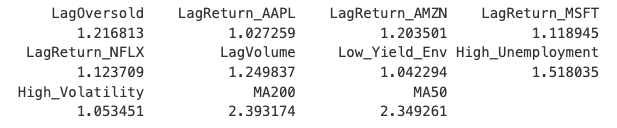 LagOversold LagReturn_AAPL LagReturn_AMZN LagReturn_MSFT
1.216813 1.027259 1.203501 1.118945
LagReturn_NFLX LagVolume Low_Yield_Env High_Unemployment
1.123709 1.249837 1.042294 1.518035
High_Volatility MA200 MA50
1.053451 2.393174 2.349261